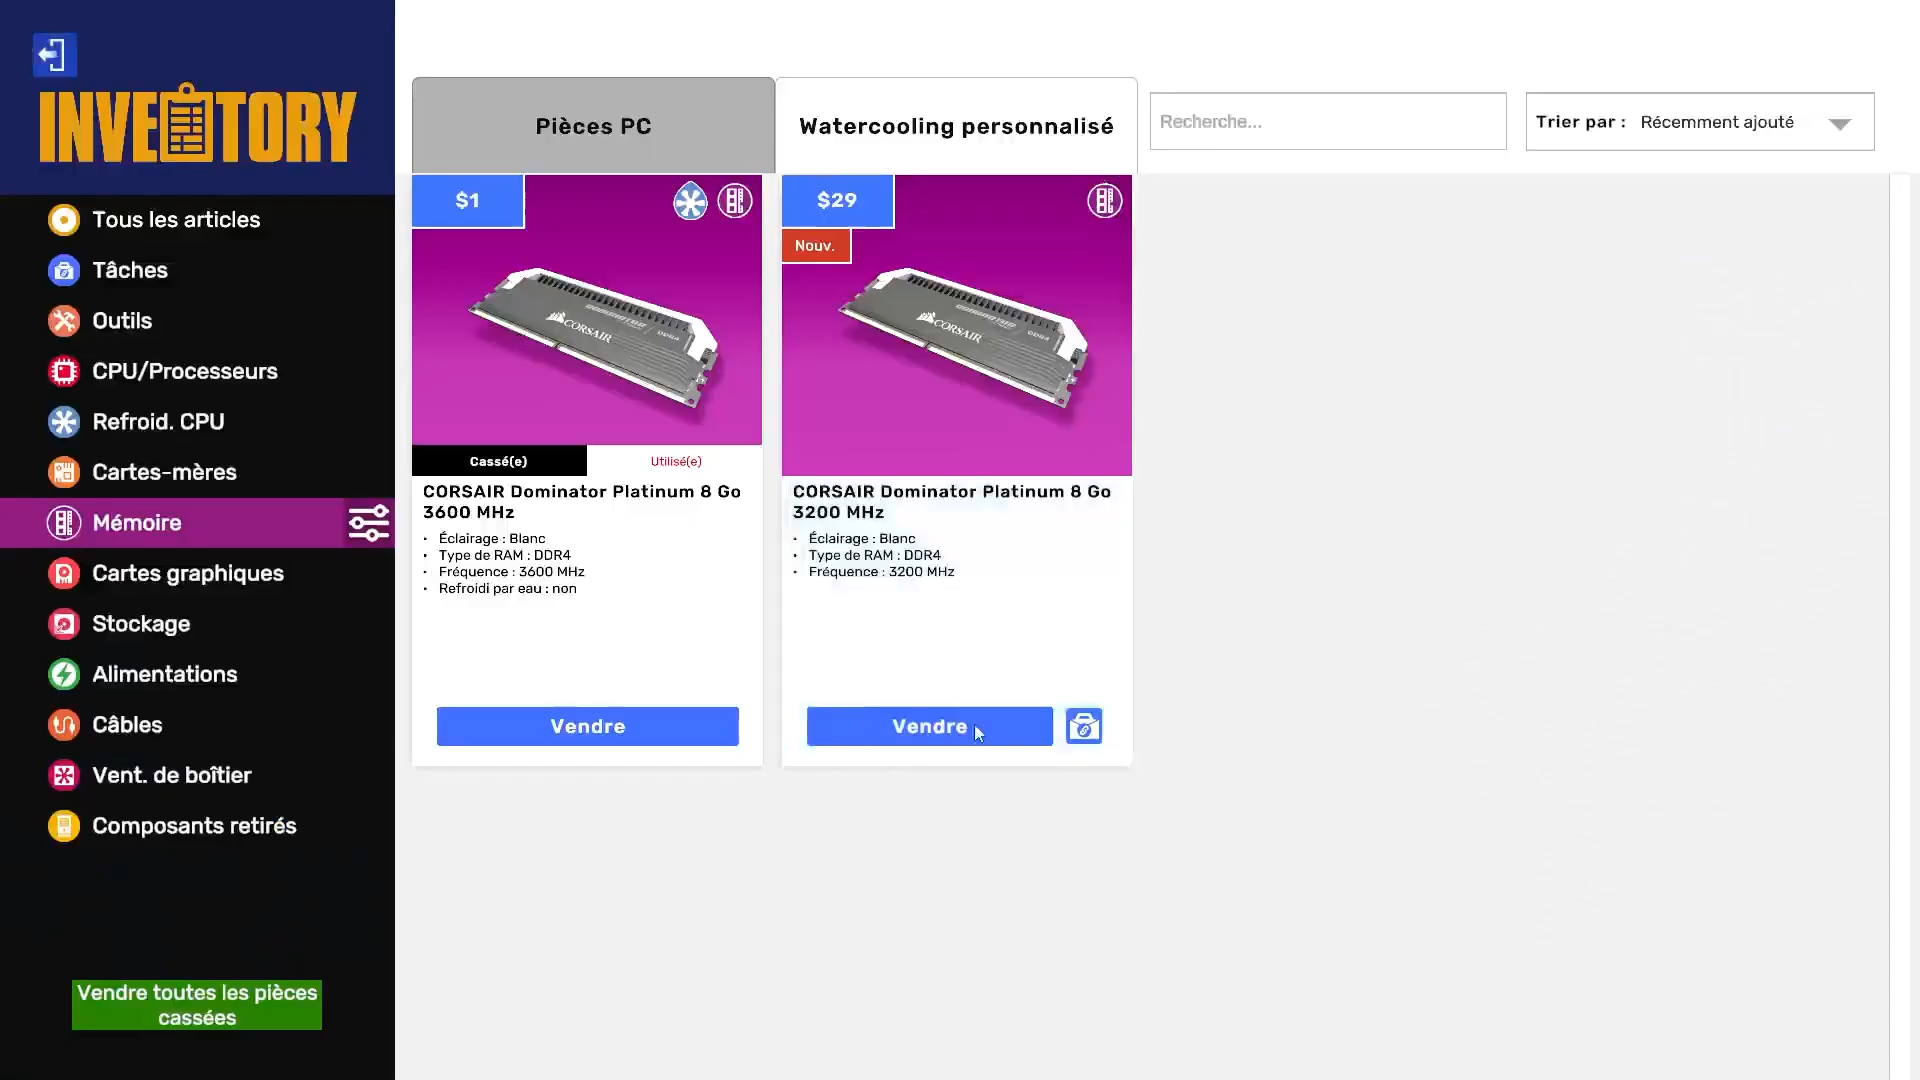 INVENTORY
Pièces PC
Watercooling personnalisé
Recherche...
Trier par : Récemment ajouté
Tous les articles
Tâches
Outils
CPU/Processeurs
Refroid. CPU
Cartes-mères
Mémoire
Cartes graphiques
Stockage
Alimentations
Câbles
Vent. de boîtier
Composants retirés
Vendre toutes les pièces
cassées
$1
CORSAIR
DDR4
Cassé(e)
Utilisé(e)
CORSAIR Dominator Platinum 8 Go
3600 MHz
• Éclairage : Blanc
• Type de RAM : DDR4
• Fréquence : 3600 MHz
• Refroidi par eau : non
Vendre
$29
Nouv.
CORSAIR
DDR4
CORSAIR Dominator Platinum 8 Go
3200 MHz
• Éclairage : Blanc
• Type de RAM : DDR4
• Fréquence : 3200 MHz
Vendre